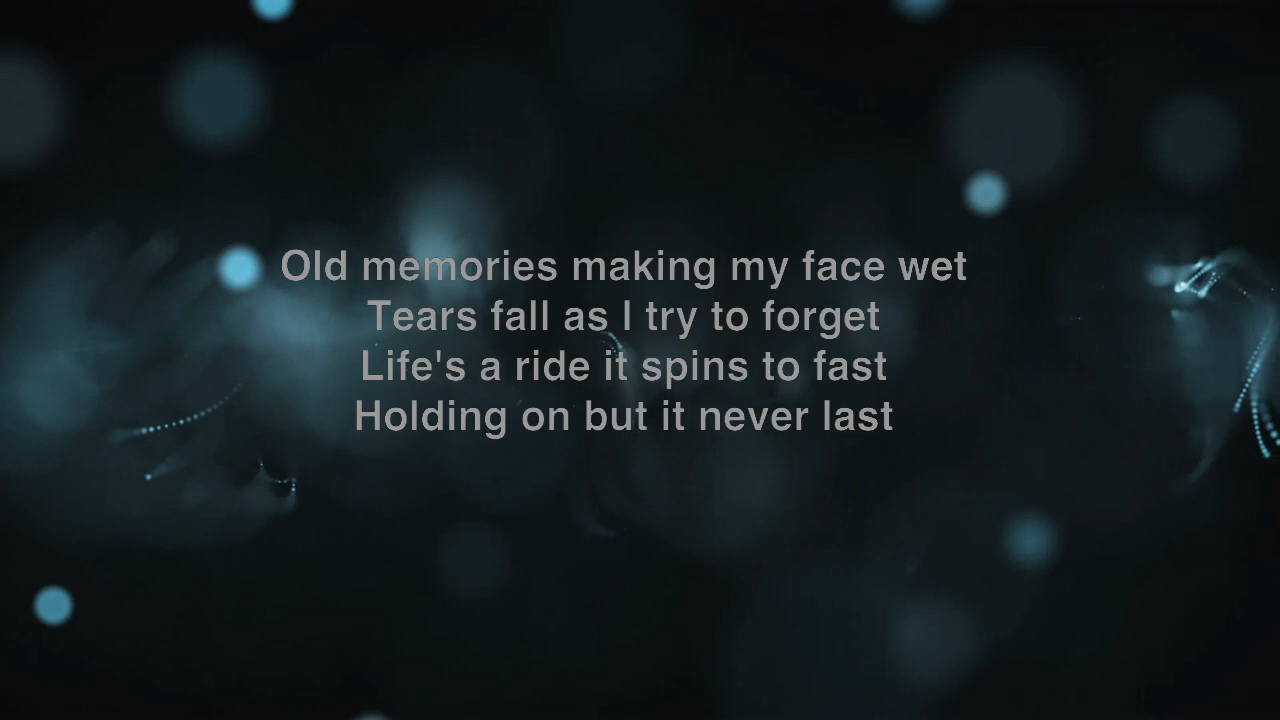 Old memories making my face wet
Tears fall as I try to forget
Life's a ride it spins to fast
Holding on but it never last